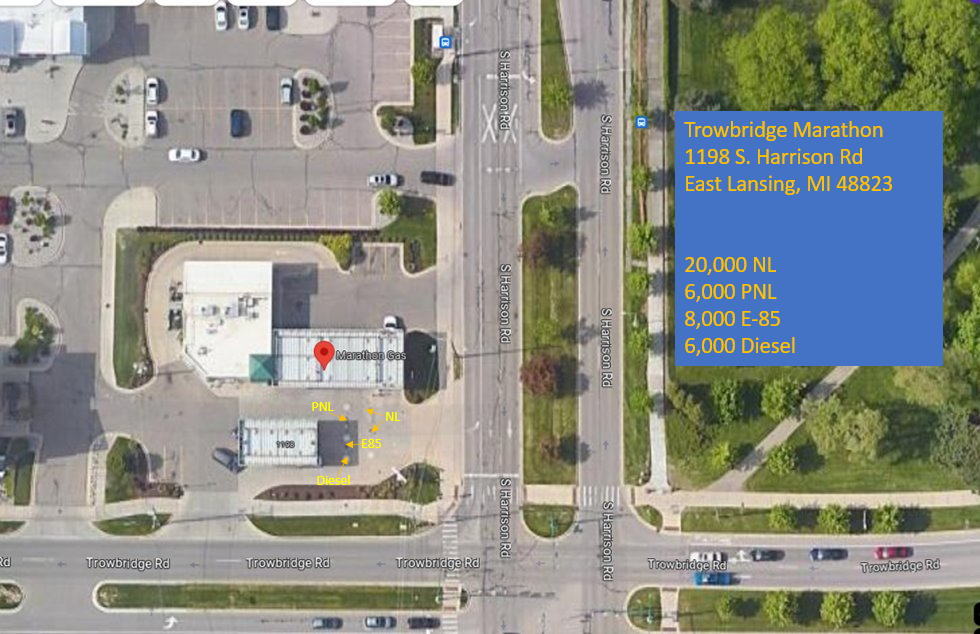 S Harrison Rd
S Harrison Rd
Trowbridge Marathon
1198 S. Harrison Rd
East Lansing, MI 48823
20,000 NL
6,000 PNL
8,000 E-85
6,000 Diesel
S Harrison Rd
S Harrison Rd
Marathon Gas
PNL
NL
1198
E85
Diesel
S Harrison Rd
S Harrison Rd
Rd
Trowbridge Rd
Trowbridge Rd
Trowbridge Rd
Trowbridge Rd
Trowbridge Rd